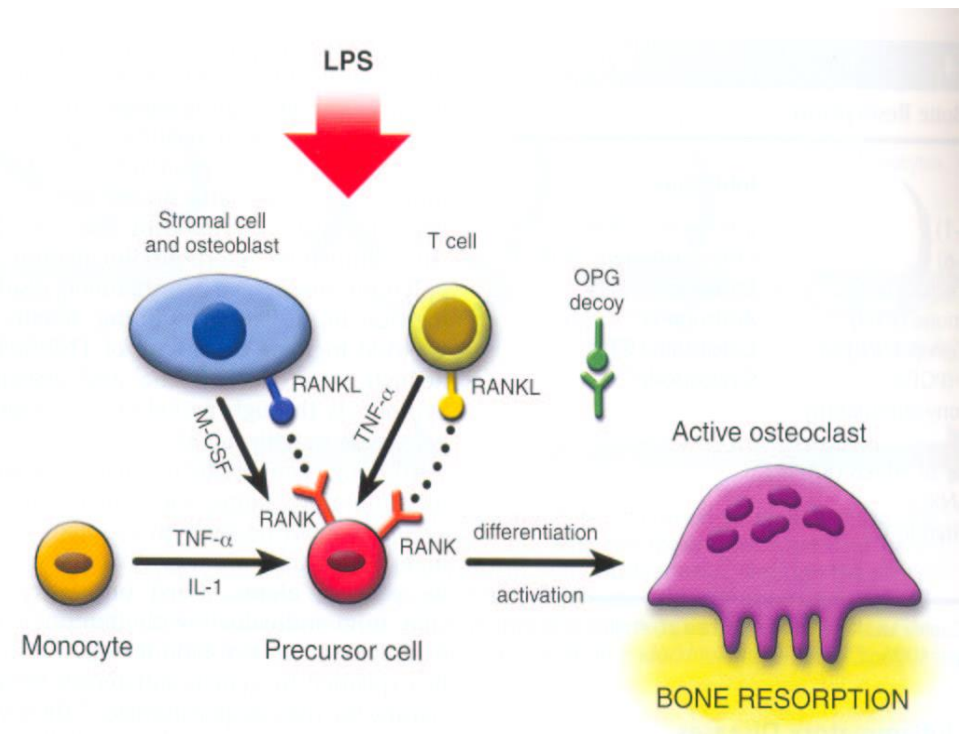 LPS
Stromal cell
and osteoblast
T cell
OPG
decoy
RANKL
RANKL
M-CSF
TNF-α
Active osteoclast
RANK
RANK
TNF-α
IL-1
differentiation
activation
Monocyte
Precursor cell
BONE RESORPTION